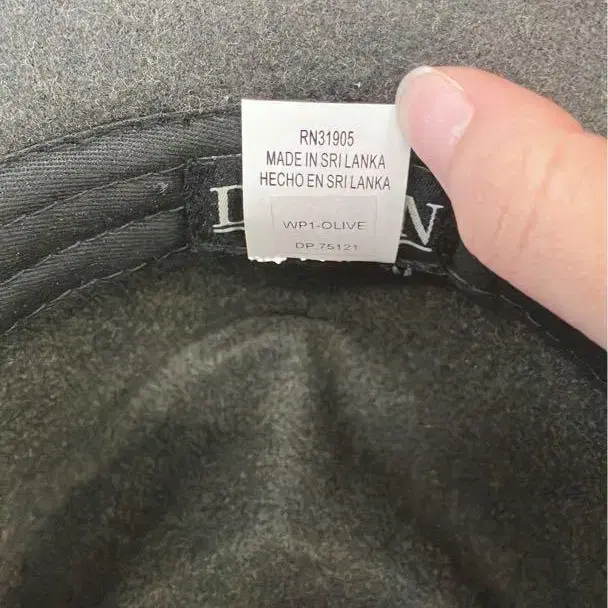 RN31905
MADE IN SRI LANKA
HECHO EN SRI LANKA
WP1-OLIVE
DP 75121